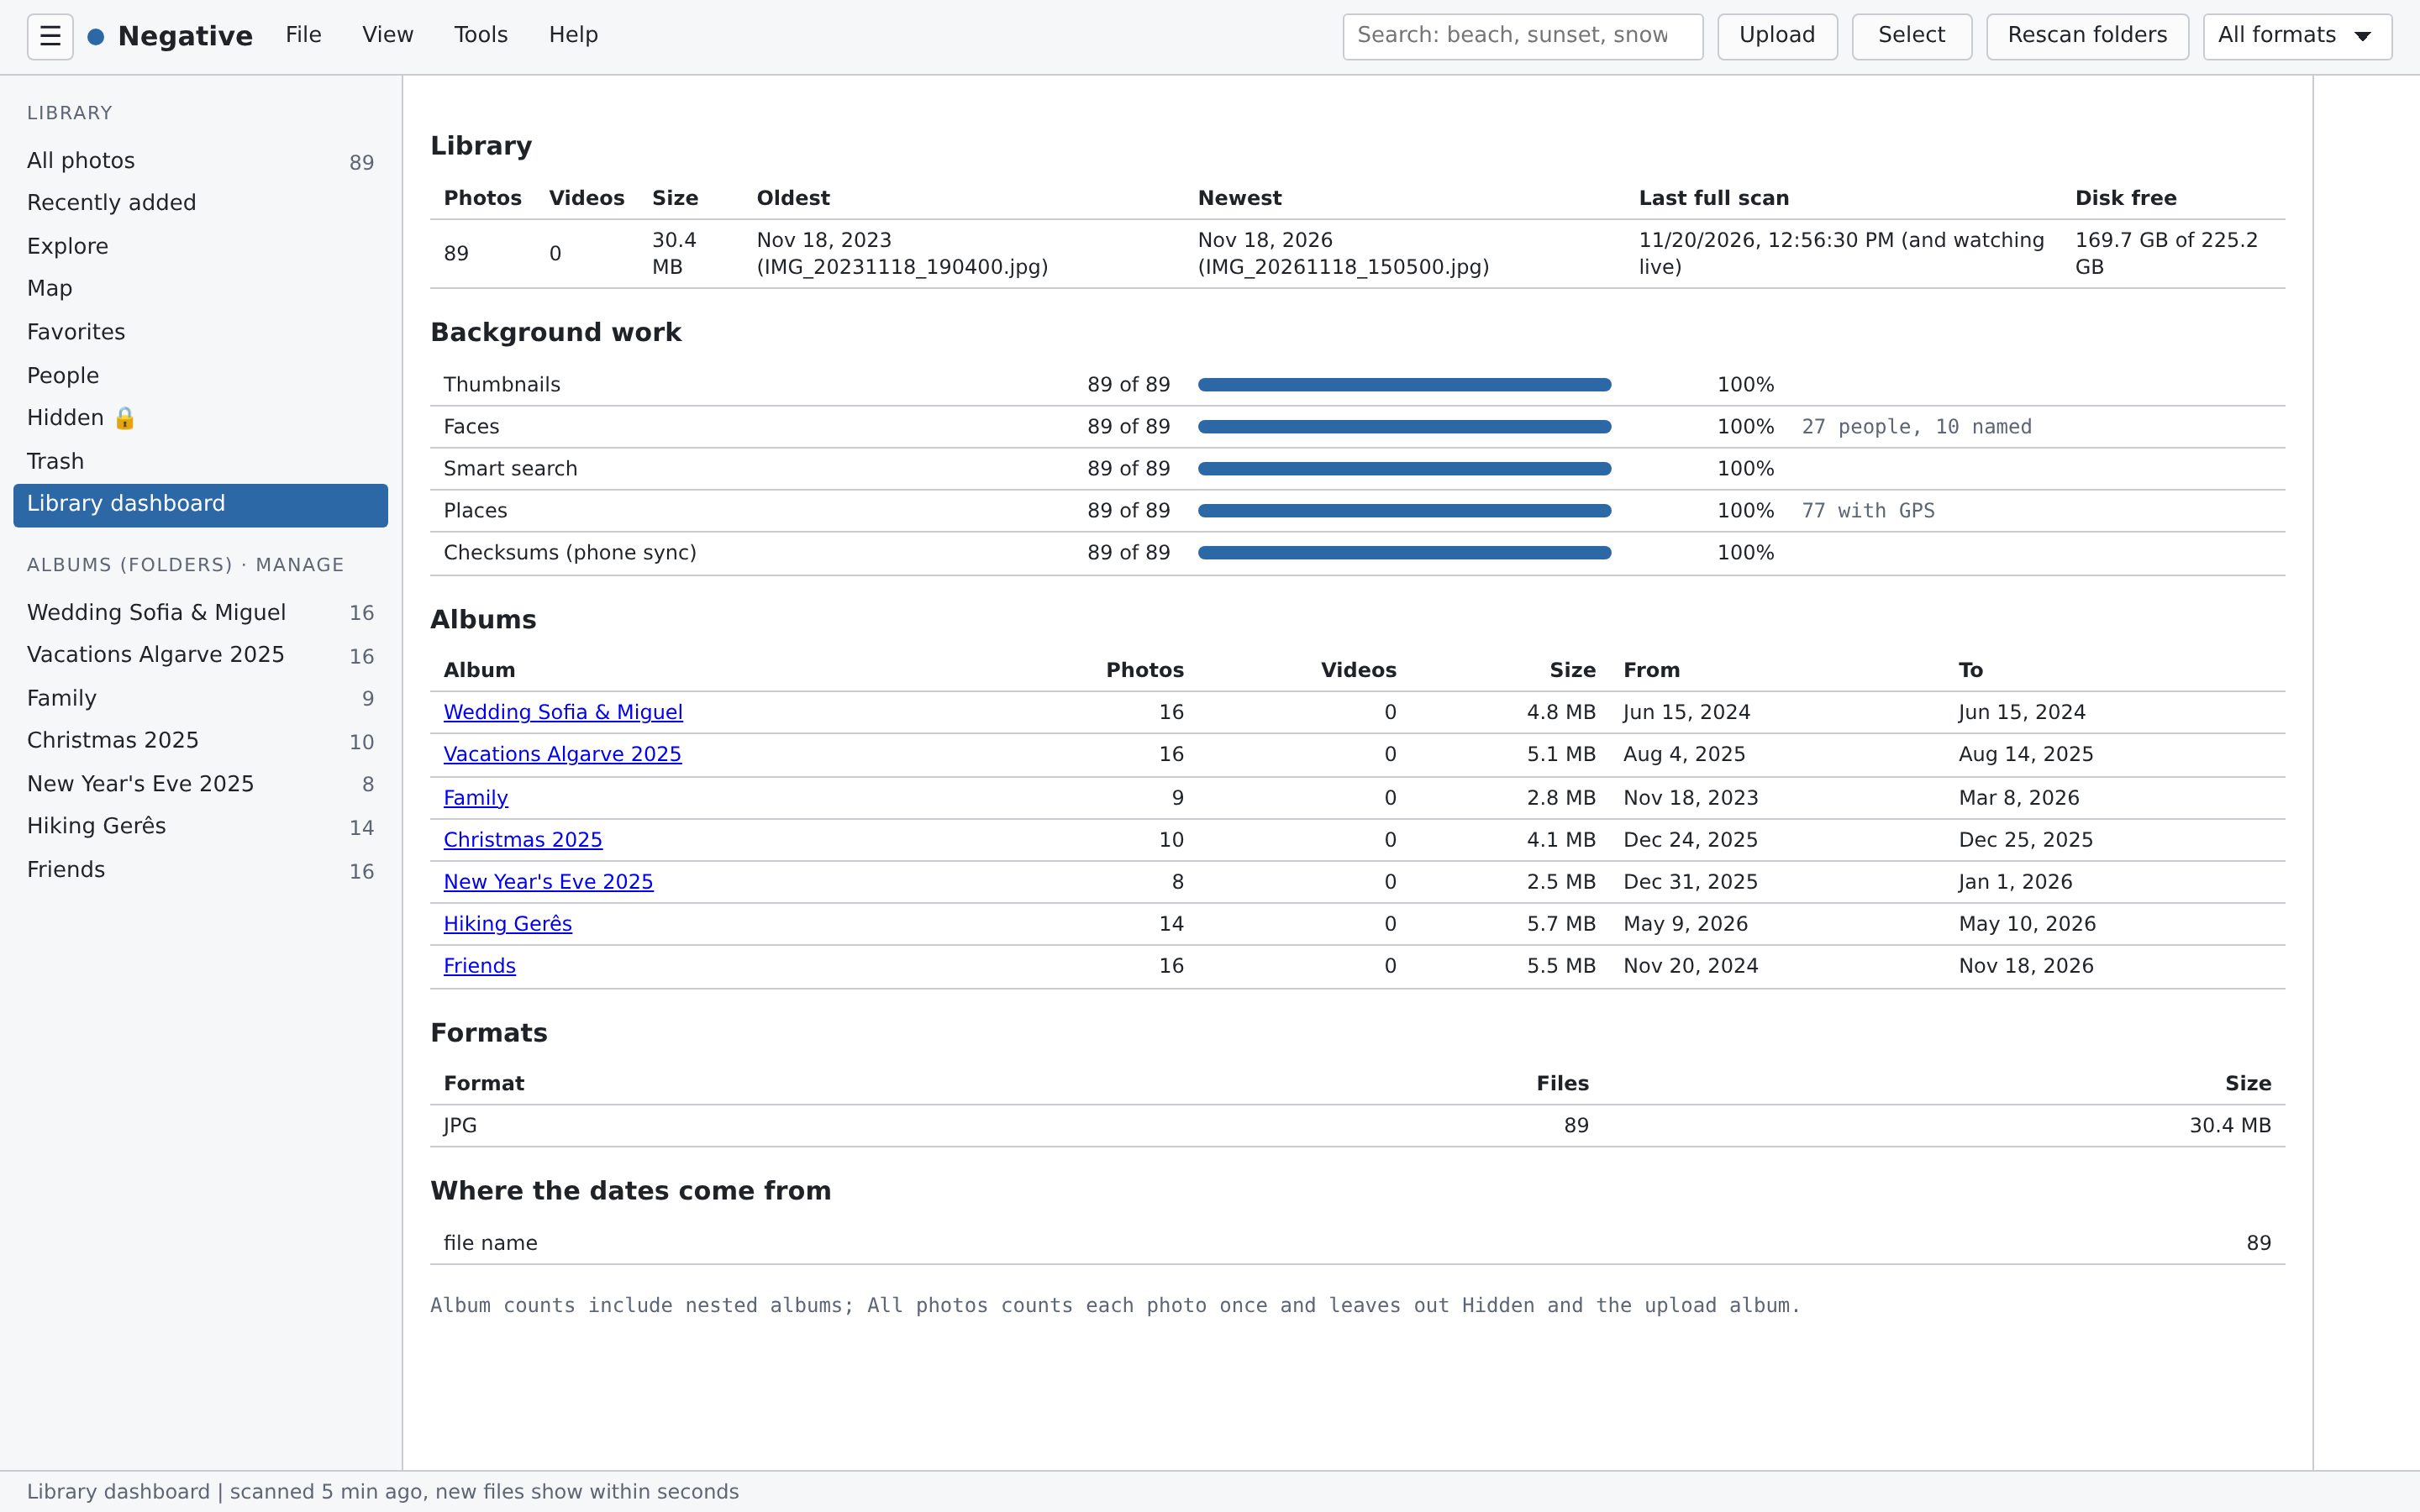 ☰ Negative File View Tools Help Search: beach, sunset, snow Upload Select Rescan folders All formats
LIBRARY
All photos 89
Recently added
Explore
Map
Favorites
People
Hidden 🔒
Trash
Library dashboard
ALBUMS (FOLDERS) · MANAGE
Wedding Sofia & Miguel 16
Vacations Algarve 2025 16
Family 9
Christmas 2025 10
New Year's Eve 2025 8
Hiking Gerês 14
Friends 16
Library
Photos Videos Size Oldest Newest Last full scan Disk free
89 0 30.4 MB Nov 18, 2023 (IMG_20231118_190400.jpg) Nov 18, 2026 (IMG_20261118_150500.jpg) 11/20/2026, 12:56:30 PM (and watching live) 169.7 GB of 225.2 GB
Background work
Thumbnails 89 of 89 100%
Faces 89 of 89 100% 27 people, 10 named
Smart search 89 of 89 100%
Places 89 of 89 100% 77 with GPS
Checksums (phone sync) 89 of 89 100%
Albums
Album Photos Videos Size From To
Wedding Sofia & Miguel 16 0 4.8 MB Jun 15, 2024 Jun 15, 2024
Vacations Algarve 2025 16 0 5.1 MB Aug 4, 2025 Aug 14, 2025
Family 9 0 2.8 MB Nov 18, 2023 Mar 8, 2026
Christmas 2025 10 0 4.1 MB Dec 24, 2025 Dec 25, 2025
New Year's Eve 2025 8 0 2.5 MB Dec 31, 2025 Jan 1, 2026
Hiking Gerês 14 0 5.7 MB May 9, 2026 May 10, 2026
Friends 16 0 5.5 MB Nov 20, 2024 Nov 18, 2026
Formats
Format Files Size
JPG 89 30.4 MB
Where the dates come from
file name 89
Album counts include nested albums; All photos counts each photo once and leaves out Hidden and the upload album.
Library dashboard | scanned 5 min ago, new files show within seconds